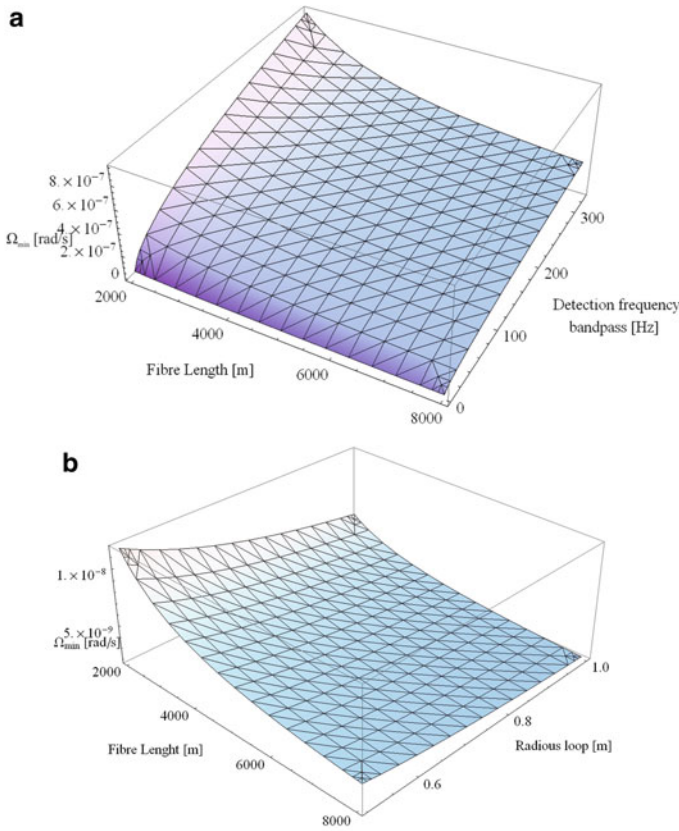 a
8. × 10⁻⁷
6. × 10⁻⁷
4. × 10⁻⁷
Ωmin [rad/s]
2. × 10⁻⁷
0
2000
4000
6000
8000
Fibre Length [m]
0
100
200
300
Detection frequency
bandpass [Hz]
b
1. × 10⁻⁸
5. × 10⁻⁹
Ωmin [rad/s]
2000
4000
6000
8000
Fibre Lenght [m]
0.6
0.8
1.0
Radious loop [m]